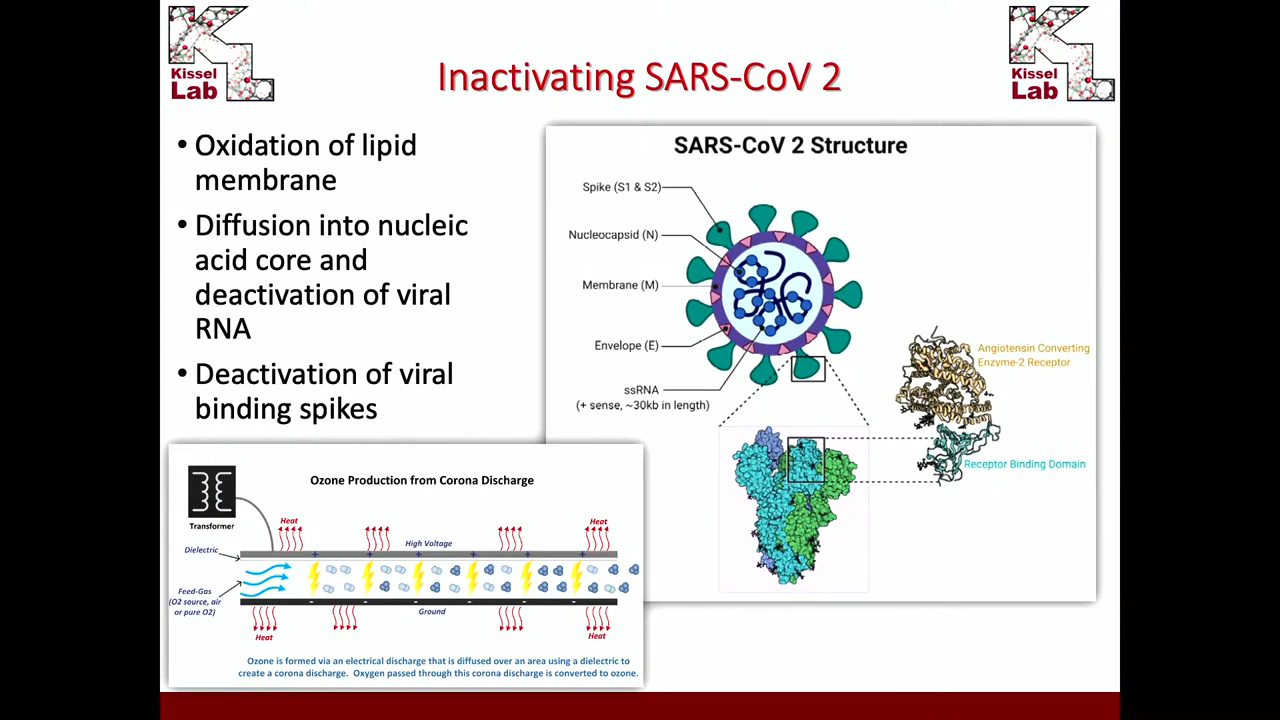 Kissel
Lab
Inactivating SARS-CoV 2
Kissel
Lab
• Oxidation of lipid
membrane
• Diffusion into nucleic
acid core and
deactivation of viral
RNA
• Deactivation of viral
binding spikes
SARS-CoV 2 Structure
Spike (S1 & S2)
Nucleocapsid (N)
Membrane (M)
Envelope (E)
ssRNA
(+ sense, ~30kb in length)
Angiotensin Converting
Enzyme-2 Receptor
Receptor Binding Domain
Ozone Production from Corona Discharge
Transformer
Heat
Heat
Dielectric
High Voltage
+ + + + + +
Feed-Gas
(O2 source, air
or pure O2)
- - - - - -
Ground
Heat
Heat
Ozone is formed via an electrical discharge that is diffused over an area using a dielectric to
create a corona discharge. Oxygen passed through this corona discharge is converted to ozone.